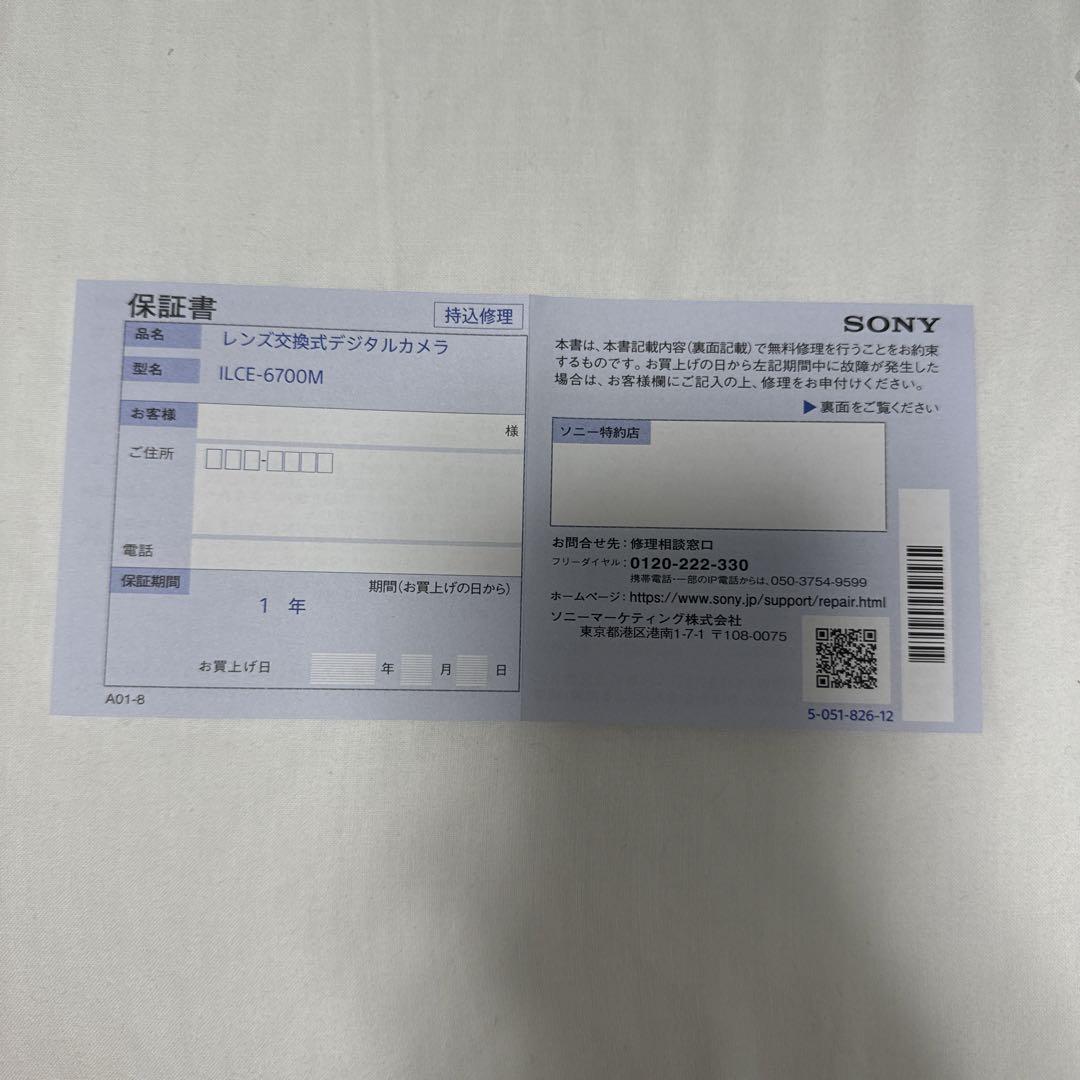 保証書
持込修理
品名 レンズ交換式デジタルカメラ
型名 ILCE-6700M
お客様
様
ご住所
電話
保証期間
期間(お買上げの日から)
1 年
お買上げ日 年 月 日
A01-8
SONY
本書は、本書記載内容(裏面記載)で無料修理を行うことをお約束
するものです。お買上げの日から左記期間中に故障が発生した
場合は、お客様欄にご記入の上、修理をお申付けください。
▶裏面をご覧ください
ソニー特約店
お問合せ先:修理相談窓口
フリーダイヤル:0120-222-330
携帯電話・一部のIP電話からは、050-3754-9599
ホームページ:https://www.sony.jp/support/repair.html
ソニーマーケティング株式会社
東京都港区港南1-7-1 〒108-0075
5-051-826-12